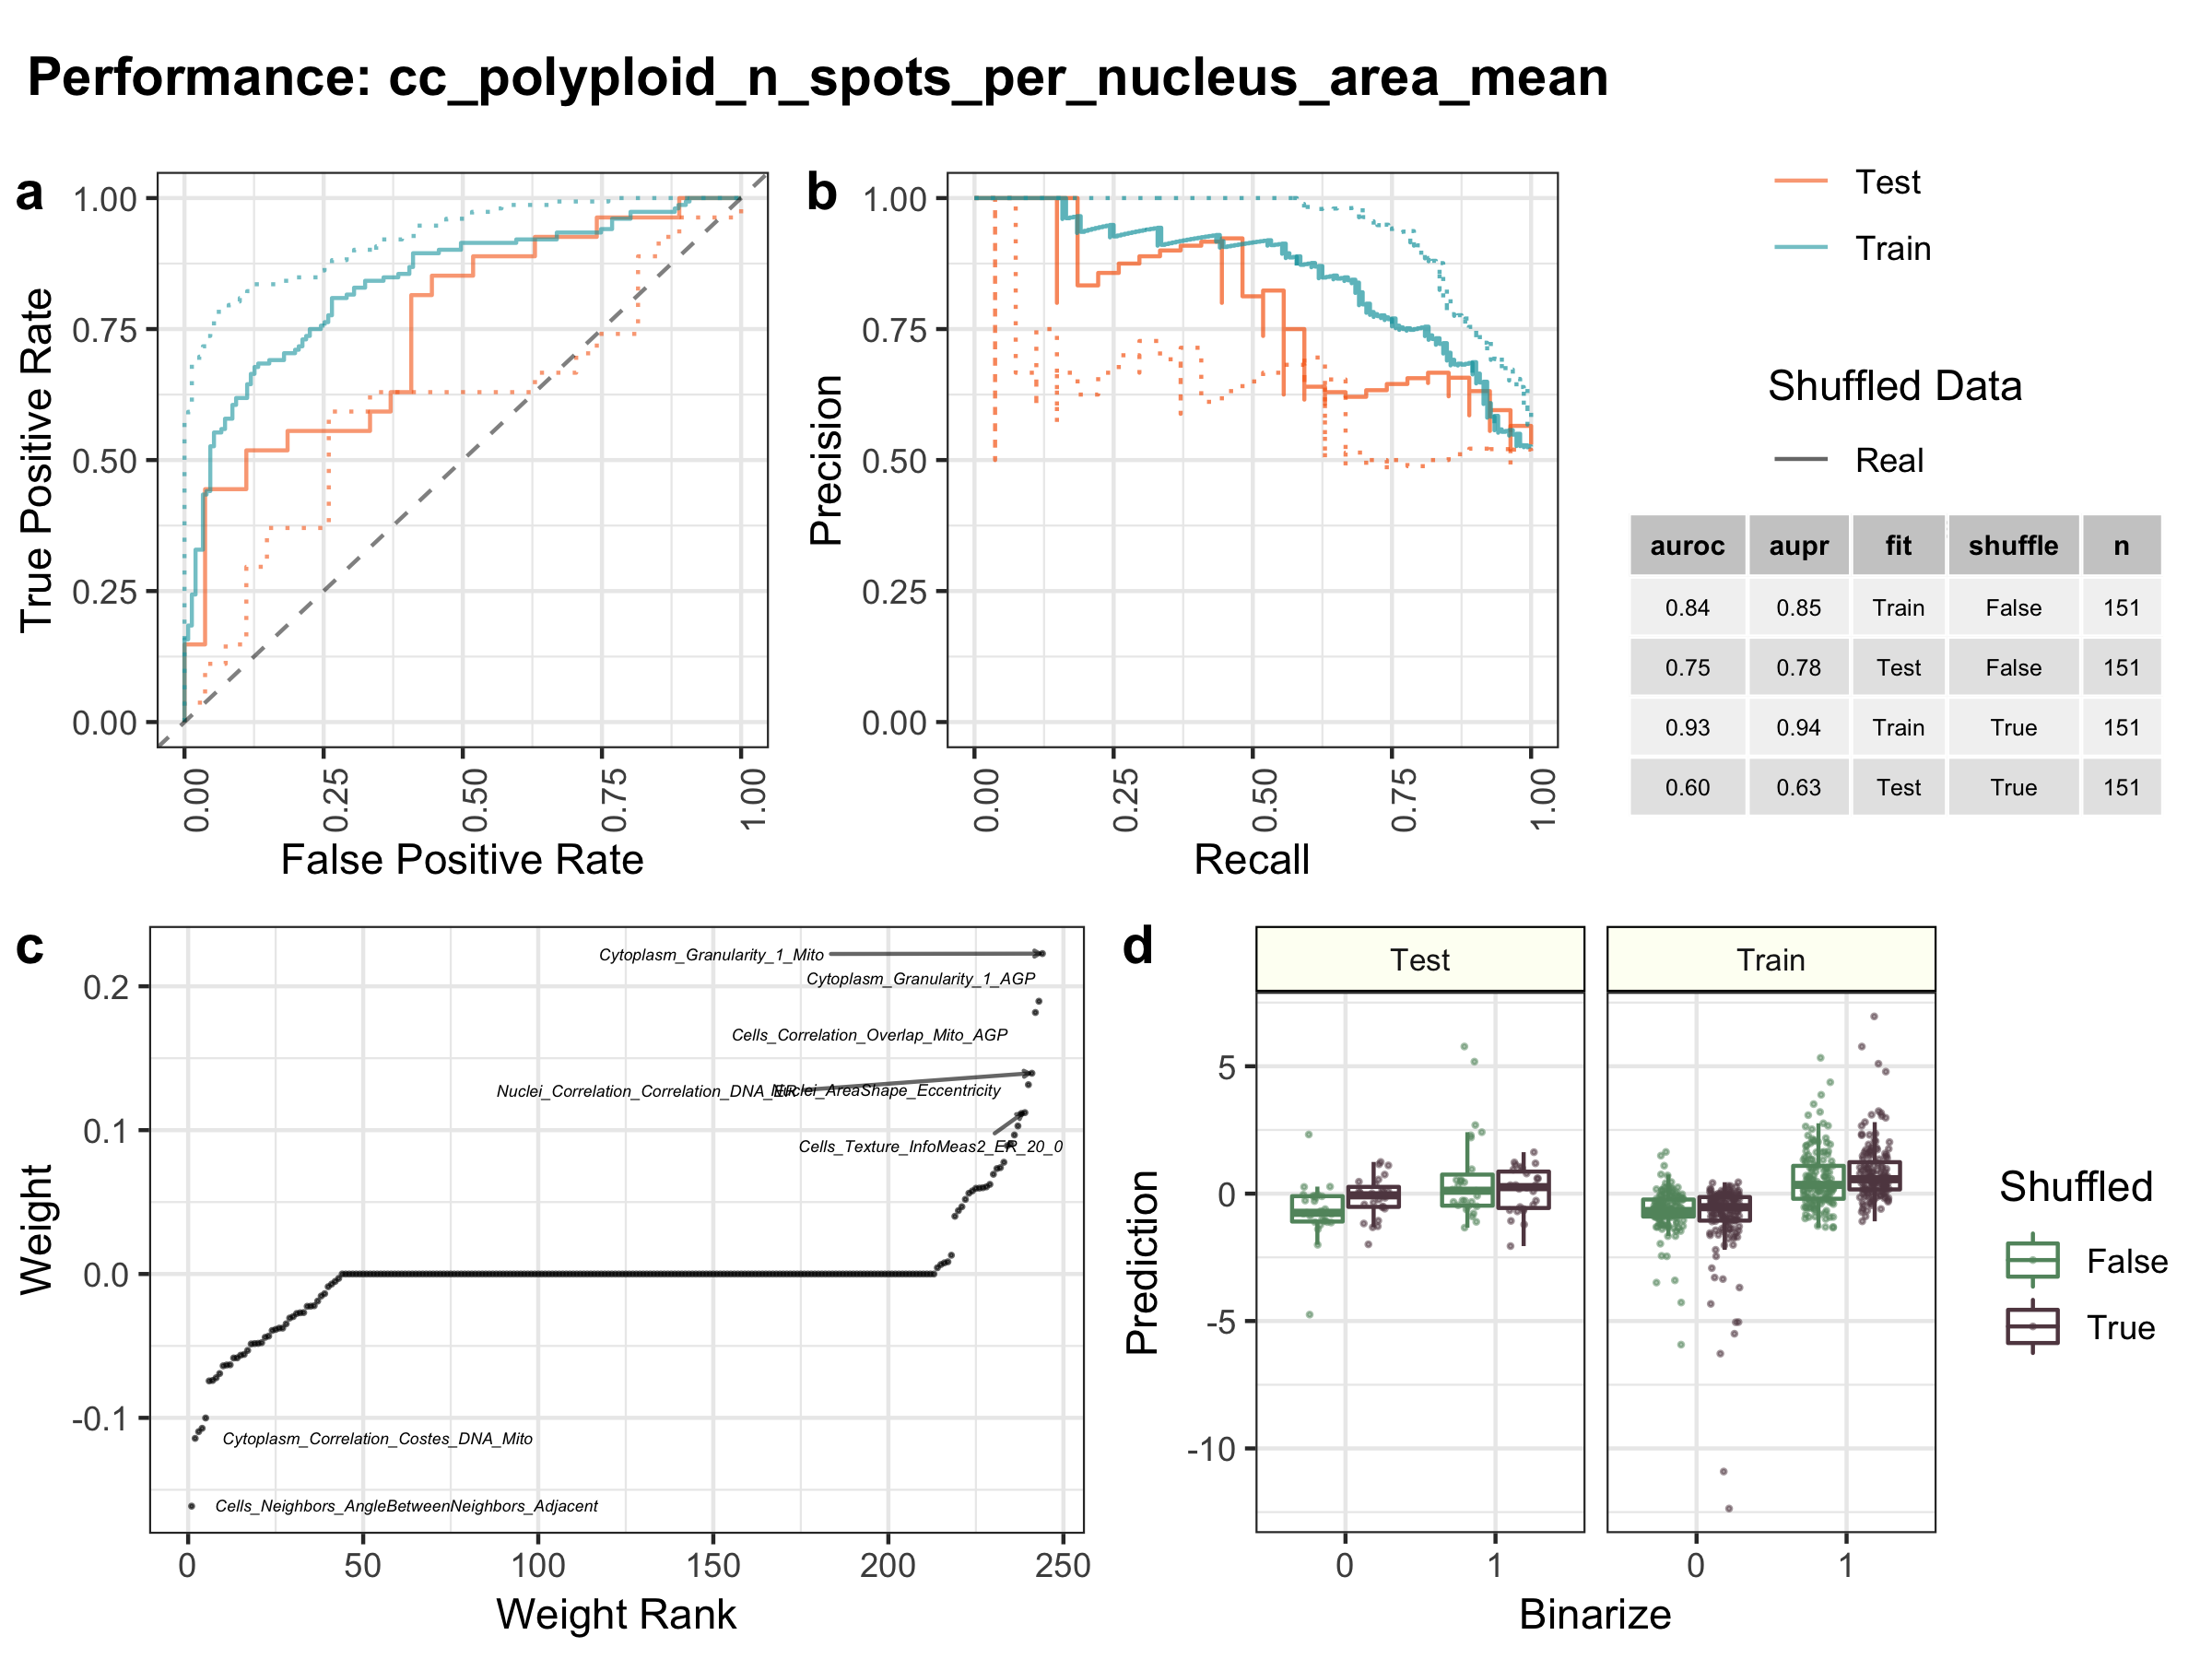 Performance: cc_polyploid_n_spots_per_nucleus_area_mean
a
1.00
0.75
0.50
0.25
0.00
True Positive Rate
0.00
0.25
0.50
0.75
1.00
False Positive Rate
b
1.00
0.75
0.50
0.25
0.00
Precision
0.00
0.25
0.50
0.75
1.00
Recall
Test
Train
Shuffled Data
Real
auroc aupr fit shuffle n
0.84 0.85 Train False 151
0.75 0.78 Test False 151
0.93 0.94 Train True 151
0.60 0.63 Test True 151
c
0.2
0.1
0.0
-0.1
Weight
Cytoplasm_Granularity_1_Mito
Cytoplasm_Granularity_1_AGP
Cells_Correlation_Overlap_Mito_AGP
Nuclei_Correlation_Correlation_DNA_ER
Nuclei_AreaShape_Eccentricity
Cells_Texture_InfoMeas2_ER_20_0
Cytoplasm_Correlation_Costes_DNA_Mito
Cells_Neighbors_AngleBetweenNeighbors_Adjacent
0 50 100 150 200 250
Weight Rank
d
Test Train
5
0
-5
-10
Prediction
0 1 0 1
Binarize
Shuffled
False
True